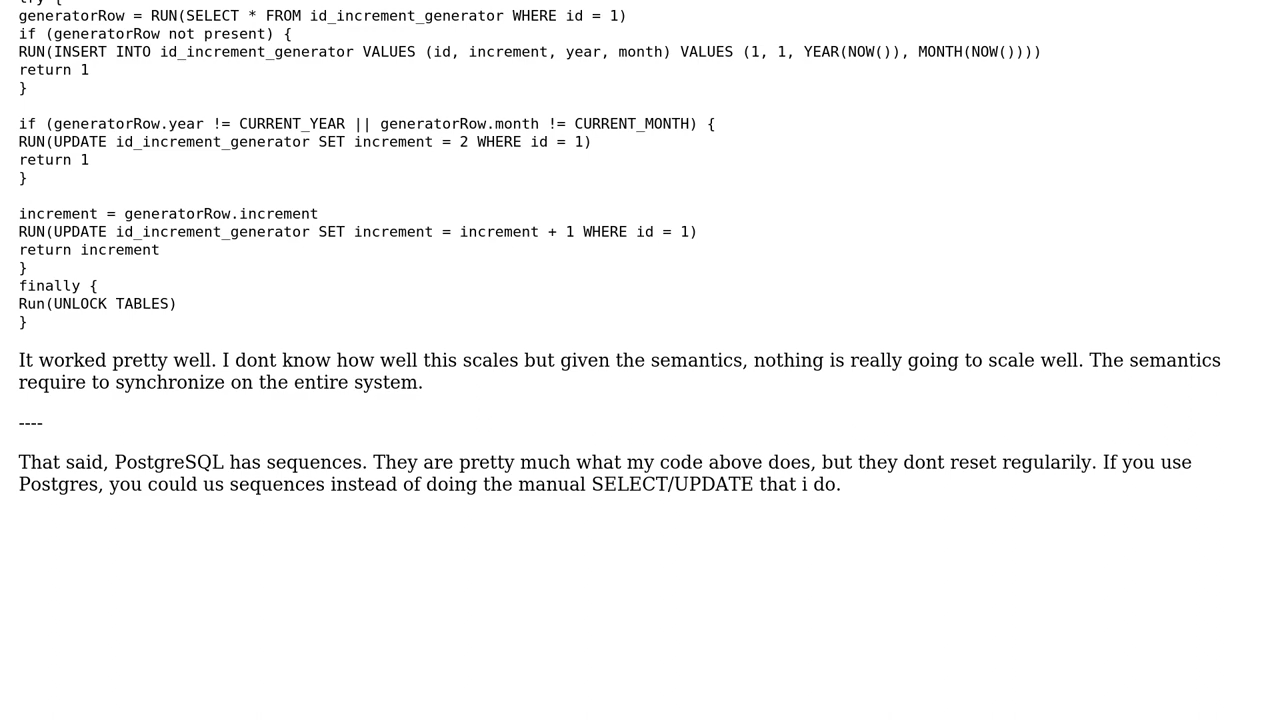 try {
generatorRow = RUN(SELECT * FROM id_increment_generator WHERE id = 1)
if (generatorRow not present) {
RUN(INSERT INTO id_increment_generator VALUES (id, increment, year, month) VALUES (1, 1, YEAR(NOW()), MONTH(NOW())))
return 1
}
if (generatorRow.year != CURRENT_YEAR || generatorRow.month != CURRENT_MONTH) {
RUN(UPDATE id_increment_generator SET increment = 2 WHERE id = 1)
return 1
}
increment = generatorRow.increment
RUN(UPDATE id_increment_generator SET increment = increment + 1 WHERE id = 1)
return increment
}
finally {
Run(UNLOCK TABLES)
}
It worked pretty well. I dont know how well this scales but given the semantics, nothing is really going to scale well. The semantics
require to synchronize on the entire system.
----
That said, PostgreSQL has sequences. They are pretty much what my code above does, but they dont reset regularily. If you use
Postgres, you could us sequences instead of doing the manual SELECT/UPDATE that i do.